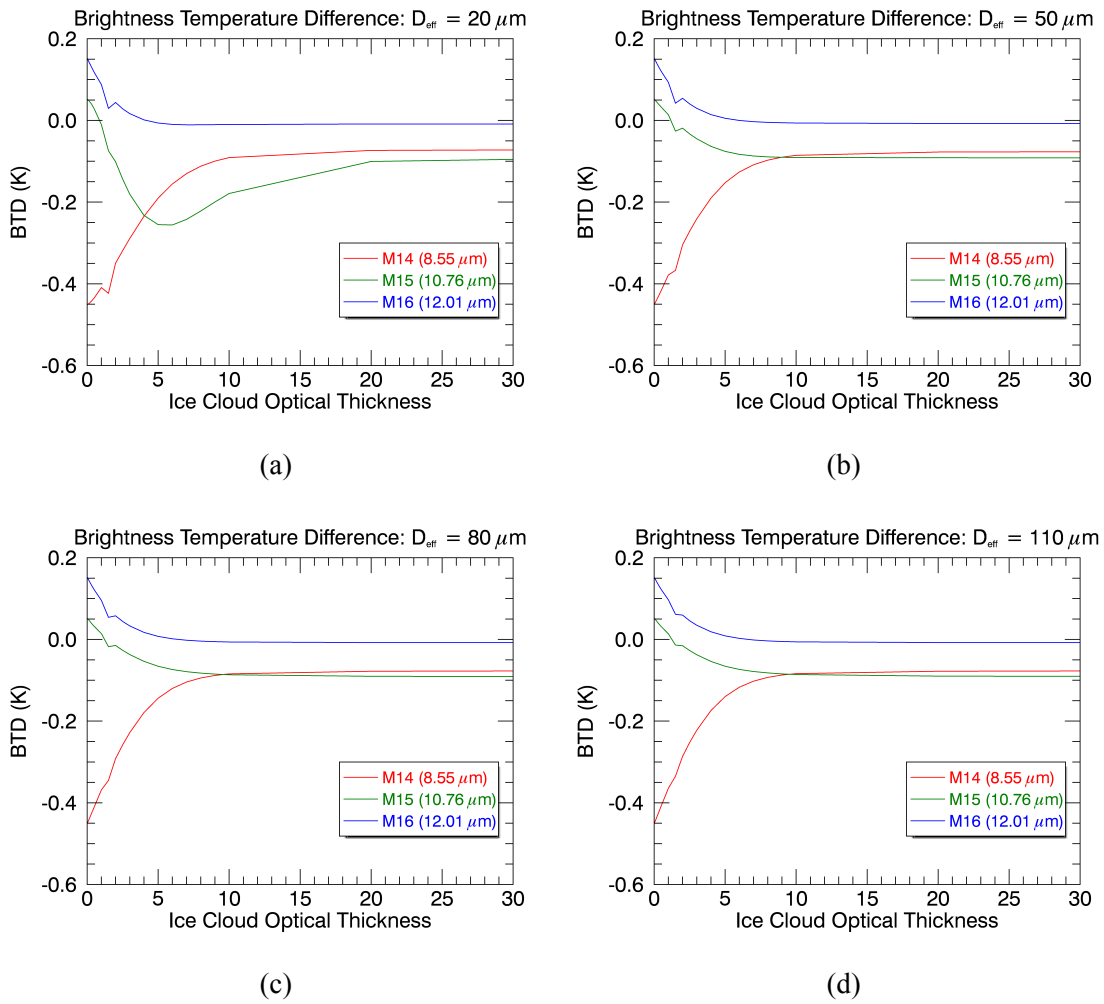 Brightness Temperature Difference: Deff = 20 μm
0.2
0.0
-0.2
-0.4
-0.6
BTD (K)
M14 (8.55 μm)
M15 (10.76 μm)
M16 (12.01 μm)
0 5 10 15 20 25 30
Ice Cloud Optical Thickness
(a)
Brightness Temperature Difference: Deff = 50 μm
0.2
0.0
-0.2
-0.4
-0.6
BTD (K)
M14 (8.55 μm)
M15 (10.76 μm)
M16 (12.01 μm)
0 5 10 15 20 25 30
Ice Cloud Optical Thickness
(b)
Brightness Temperature Difference: Deff = 80 μm
0.2
0.0
-0.2
-0.4
-0.6
BTD (K)
M14 (8.55 μm)
M15 (10.76 μm)
M16 (12.01 μm)
0 5 10 15 20 25 30
Ice Cloud Optical Thickness
(c)
Brightness Temperature Difference: Deff = 110 μm
0.2
0.0
-0.2
-0.4
-0.6
BTD (K)
M14 (8.55 μm)
M15 (10.76 μm)
M16 (12.01 μm)
0 5 10 15 20 25 30
Ice Cloud Optical Thickness
(d)